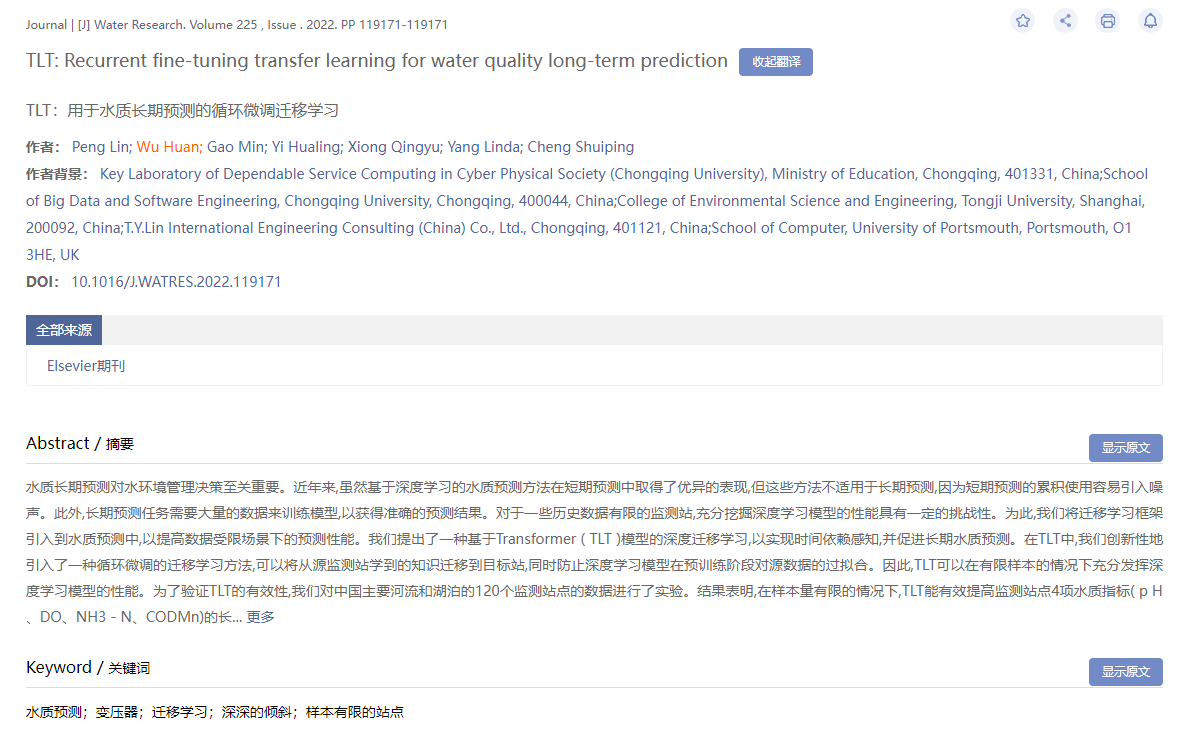 Journal | [J] Water Research. Volume 225 , Issue . 2022. PP 119171-119171
TLT: Recurrent fine-tuning transfer learning for water quality long-term prediction 收起翻译
TLT：用于水质长期预测的循环微调迁移学习
作者： Peng Lin; Wu Huan; Gao Min; Yi Hualing; Xiong Qingyu; Yang Linda; Cheng Shuiping
作者背景： Key Laboratory of Dependable Service Computing in Cyber Physical Society (Chongqing University), Ministry of Education, Chongqing, 401331, China;School
of Big Data and Software Engineering, Chongqing University, Chongqing, 400044, China;College of Environmental Science and Engineering, Tongji University, Shanghai,
200092, China;T.Y.Lin International Engineering Consulting (China) Co., Ltd., Chongqing, 401121, China;School of Computer, University of Portsmouth, Portsmouth, O1
3HE, UK
DOI： 10.1016/J.WATRES.2022.119171
全部来源
Elsevier期刊
Abstract / 摘要
显示原文
水质长期预测对水环境管理决策至关重要。近年来,虽然基于深度学习的水质预测方法在短期预测中取得了优异的表现,但这些方法不适用于长期预测,因为短期预测的累积使用容易引入噪
声。此外,长期预测任务需要大量的数据来训练模型,以获得准确的预测结果。对于一些历史数据有限的监测站,充分挖掘深度学习模型的性能具有一定的挑战性。为此,我们将迁移学习框架
引入到水质预测中,以提高数据受限场景下的预测性能。我们提出了一种基于Transformer ( TLT )模型的深度迁移学习,以实现时间依赖感知,并促进长期水质预测。在TLT中,我们创新性地
引入了一种循环微调的迁移学习方法,可以将从源监测站学到的知识迁移到目标站,同时防止深度学习模型在预训练阶段对源数据的过拟合。因此,TLT可以在有限样本的情况下充分发挥深
度学习模型的性能。为了验证TLT的有效性,我们对中国主要河流和湖泊的120个监测站点的数据进行了实验。结果表明,在样本量有限的情况下,TLT能有效提高监测站点4项水质指标( p H
、DO、NH3 - N、CODMn)的长... 更多
Keyword / 关键词
显示原文
水质预测；变压器；迁移学习；深深的倾斜；样本有限的站点